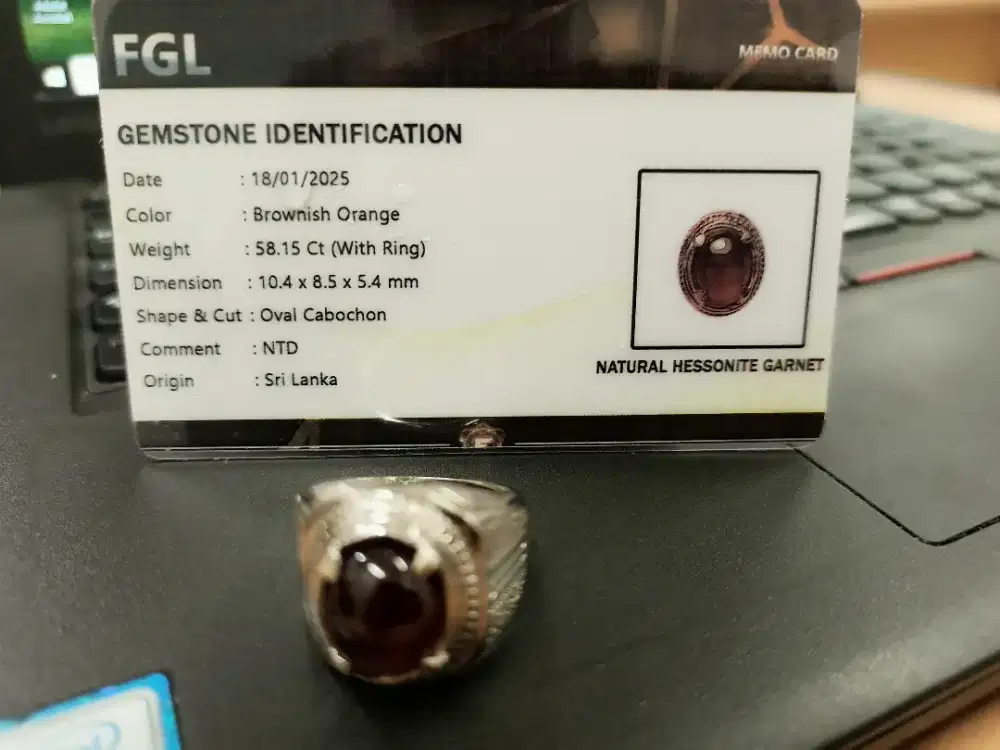 FGL
MEMO CARD
GEMSTONE IDENTIFICATION
Date : 18/01/2025
Color : Brownish Orange
Weight : 58.15 Ct (With Ring)
Dimension : 10.4 x 8.5 x 5.4 mm
Shape & Cut : Oval Cabochon
Comment : NTD
Origin : Sri Lanka
NATURAL HESSONITE GARNET